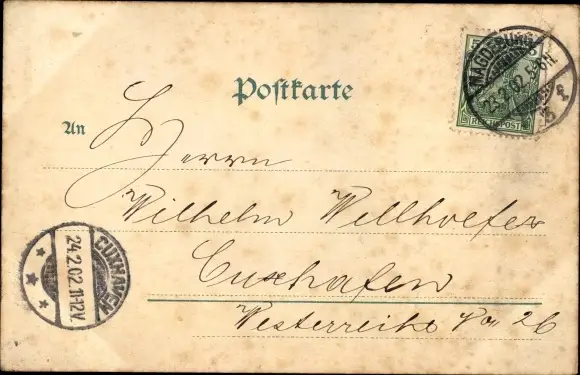 Postkarte
An
Herrn
Wilhelm Wellhoefer
Cuxhafen
Westerreihe No 26
MAGDEBURG
23.2.02. 5-6N.
REICHSPOST
CUXHAVEN
24.2.02. 11-12V.